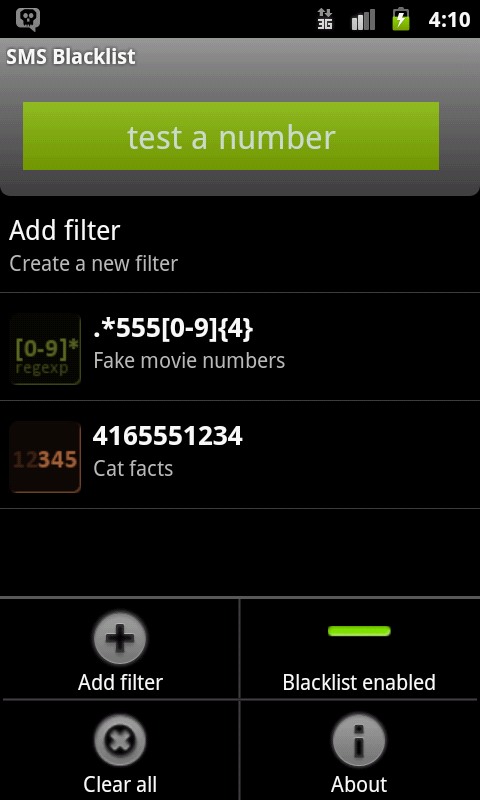 3G 4:10
SMS Blacklist
test a number
Add filter
Create a new filter
[0-9]*
regexp
.*555[0-9]{4}
Fake movie numbers
12345
4165551234
Cat facts
Add filter
Blacklist enabled
Clear all
About